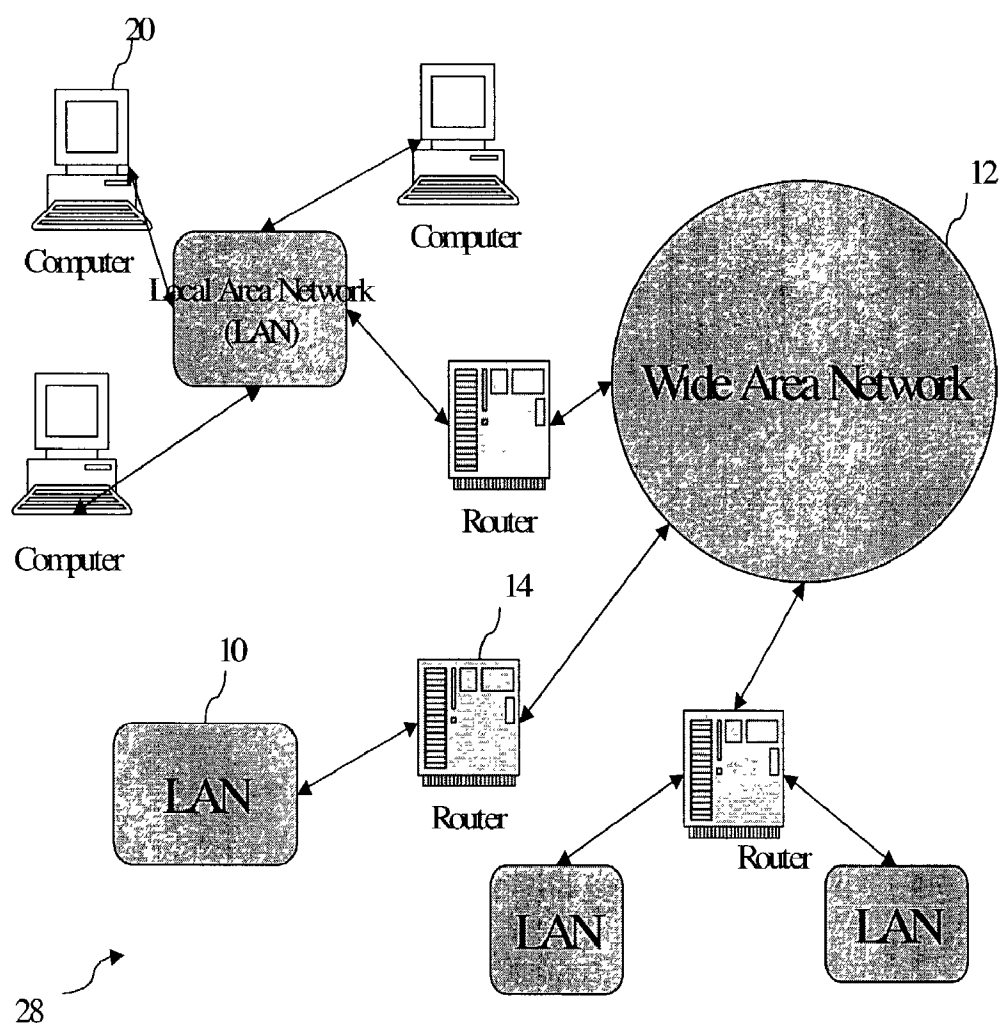 20
Computer
Computer
12
Local Area Network
(LAN)
Wide Area Network
Computer
Router
14
10
LAN
Router
Router
LAN
LAN
28